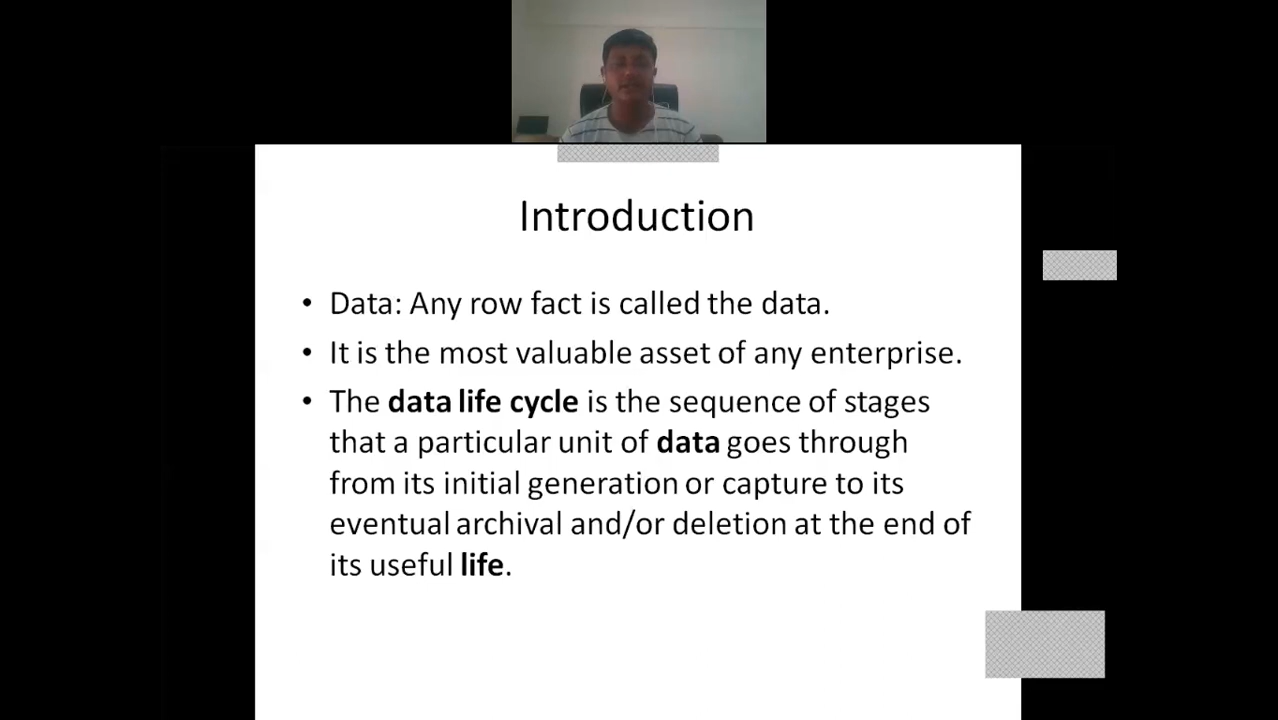 Introduction
• Data: Any row fact is called the data.
• It is the most valuable asset of any enterprise.
• The data life cycle is the sequence of stages
that a particular unit of data goes through
from its initial generation or capture to its
eventual archival and/or deletion at the end of
its useful life.